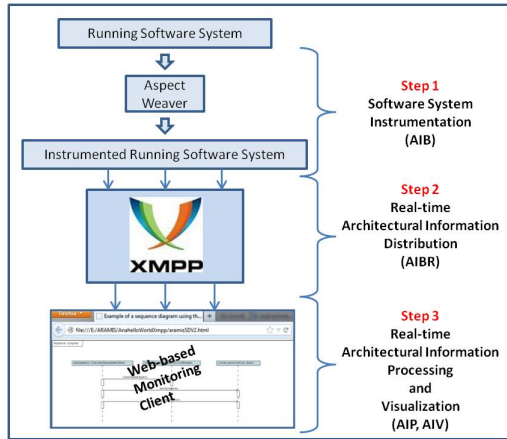 Running Software System
Aspect
Weaver
Instrumented Running Software System
Step 1
Software System
Instrumentation
(AIB)
XMPP
Step 2
Real-time
Architectural Information
Distribution
(AIBR)
Firefox
Example of a sequence diagram using th...
file:///E:/ARAMIS/AnahelloWorldXmpp/aramisSDV2.html
Web-based
Monitoring
Client
Step 3
Real-time
Architectural Information
Processing
and
Visualization
(AIP, AIV)